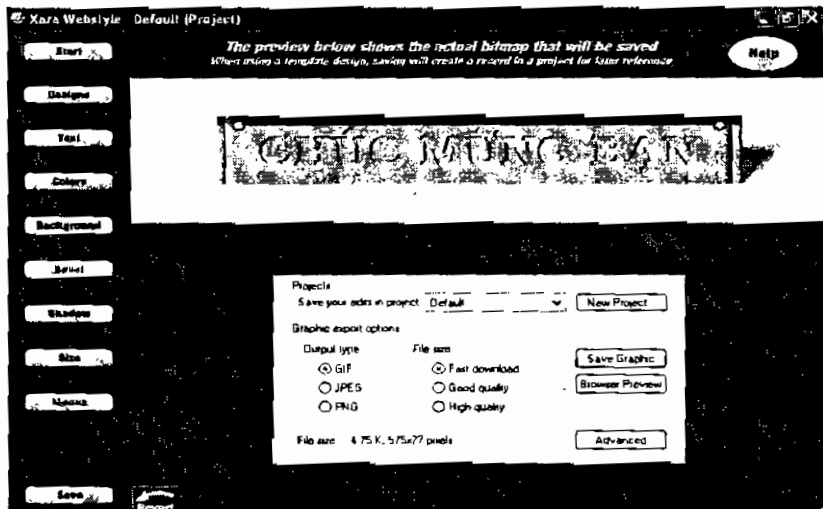 Xara Webstyle Default (Project)
The preview below shows the actual bitmap that will be saved
When using a template design, saving will create a record in a project for later reference
Help
Start
Designs
Text
Colors
Background
Bevel
Shadow
Size
Menus
Save
Revert
Projects
Save your edits in project Default
New Project
Graphic export options
Output type
File size
GIF
Fast download
JPEG
Good quality
PNG
High quality
Save Graphic
Browser Preview
File size 4.75 K, 575x77 pixels
Advanced